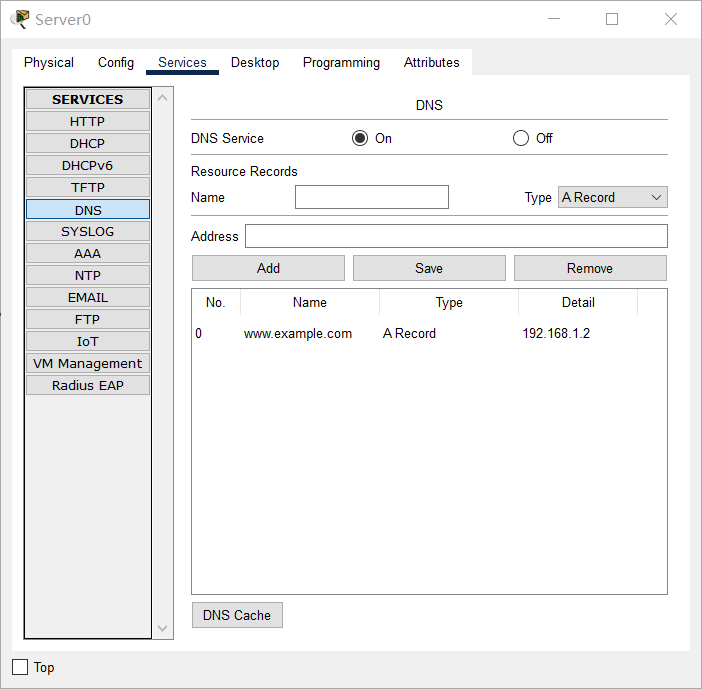 Server0
Physical Config Services Desktop Programming Attributes
SERVICES
HTTP
DHCP
DHCPv6
TFTP
DNS
SYSLOG
AAA
NTP
EMAIL
FTP
IoT
VM Management
Radius EAP
DNS
DNS Service On Off
Resource Records
Name Type A Record
Address
Add Save Remove
No. Name Type Detail
0 www.example.com A Record 192.168.1.2
DNS Cache
Top